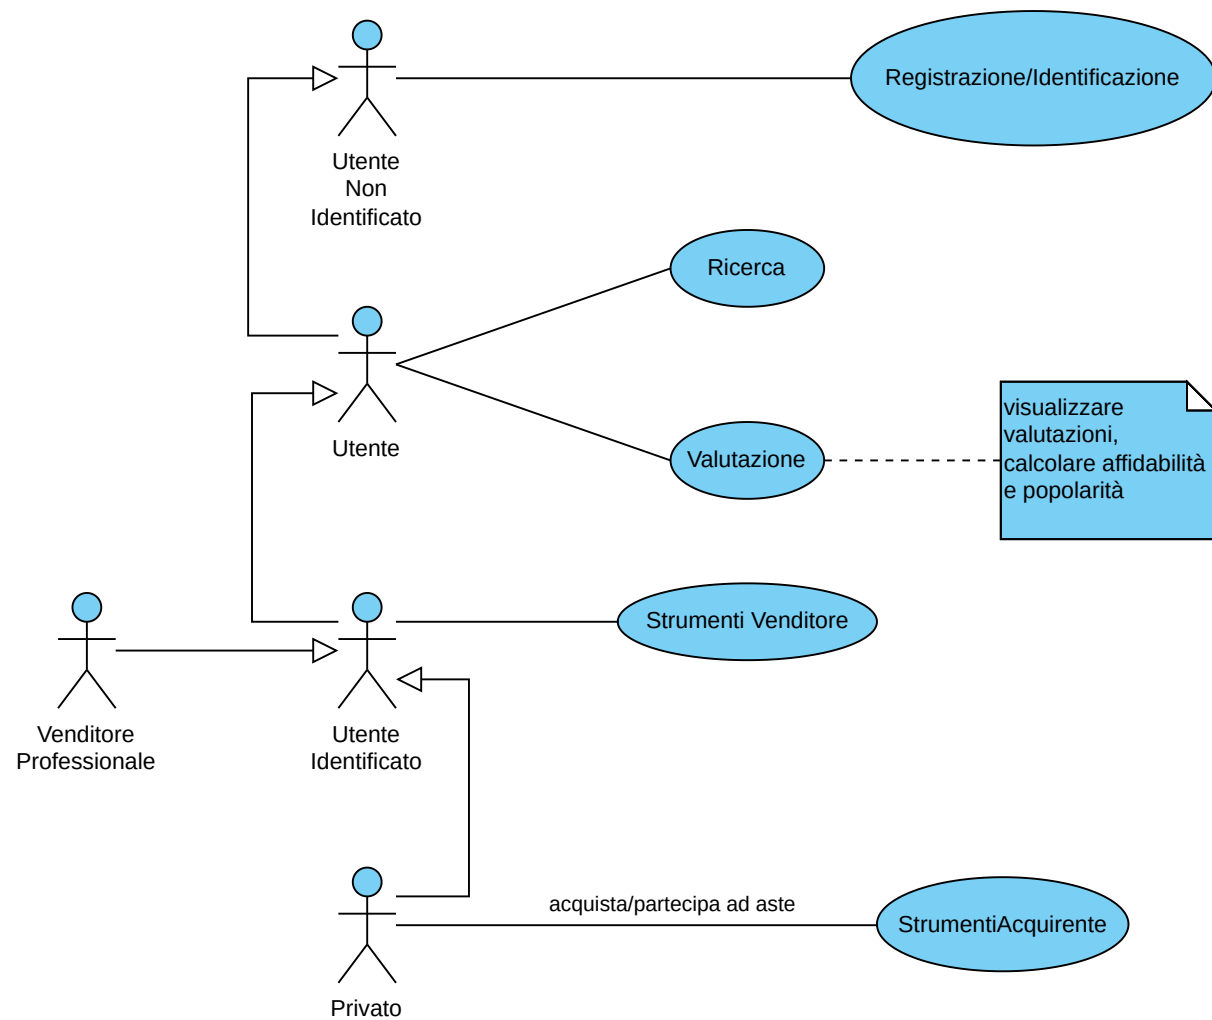 Registrazione/Identificazione
Utente
Non
Identificato
Ricerca
Utente
Valutazione
visualizzare
valutazioni,
calcolare affidabilità
e popolarità
Strumenti Venditore
Venditore
Professionale
Utente
Identificato
acquista/partecipa ad aste
StrumentiAcquirente
Privato